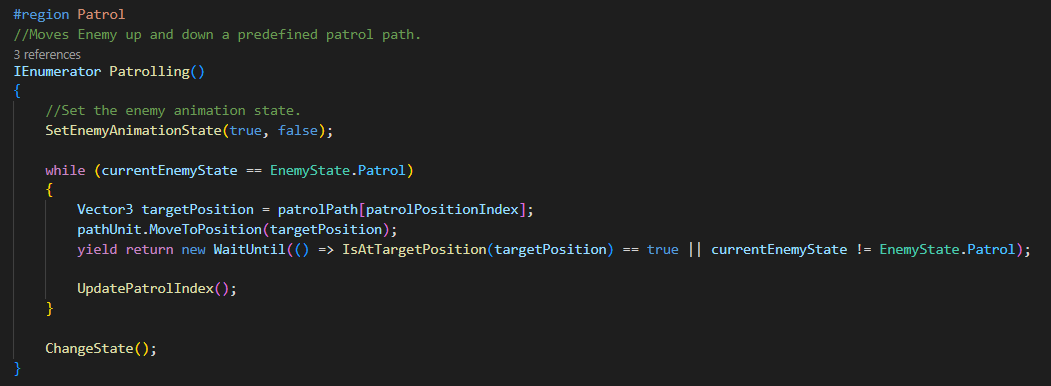 #region Patrol
//Moves Enemy up and down a predefined patrol path.
3 references
IEnumerator Patrolling()
{
    //Set the enemy animation state.
    SetEnemyAnimationState(true, false);

    while (currentEnemyState == EnemyState.Patrol)
    {
        Vector3 targetPosition = patrolPath[patrolPositionIndex];
        pathUnit.MoveToPosition(targetPosition);
        yield return new WaitUntil(() => IsAtTargetPosition(targetPosition) == true || currentEnemyState != EnemyState.Patrol);

        UpdatePatrolIndex();
    }

    ChangeState();
}